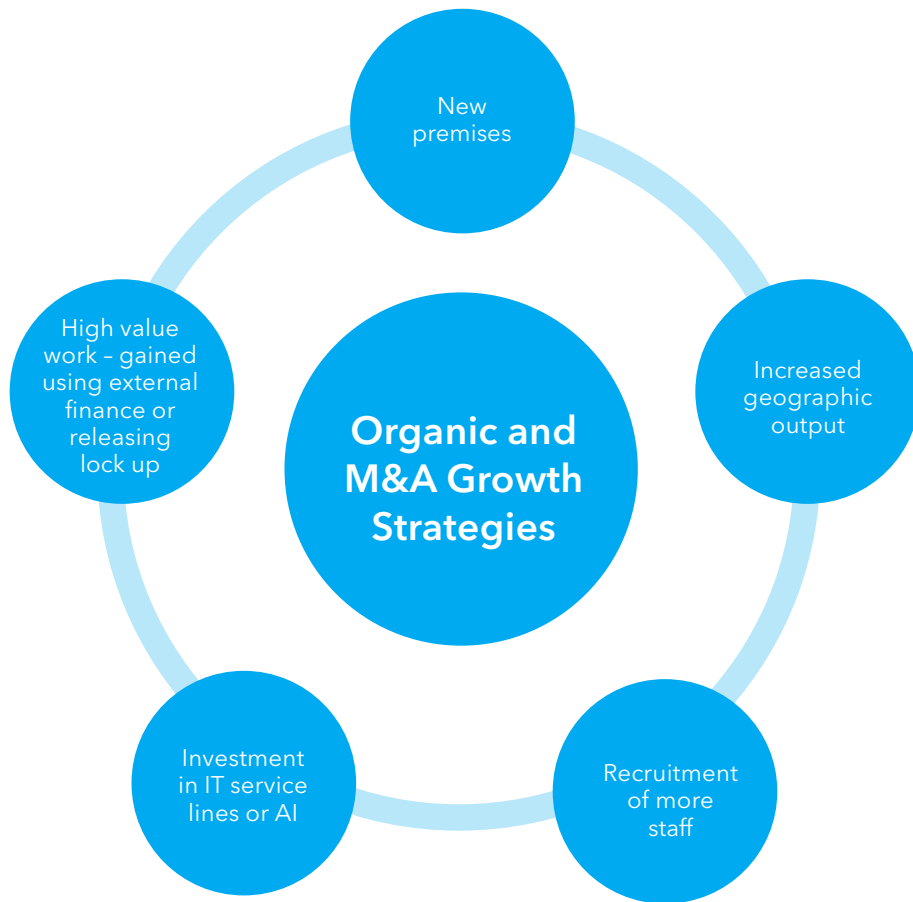 New
premises
Increased
geographic
output
Recruitment
of more
staff
Investment
in IT service
lines or AI
High value
work – gained
using external
finance or
releasing
lock up
Organic and
M&A Growth
Strategies